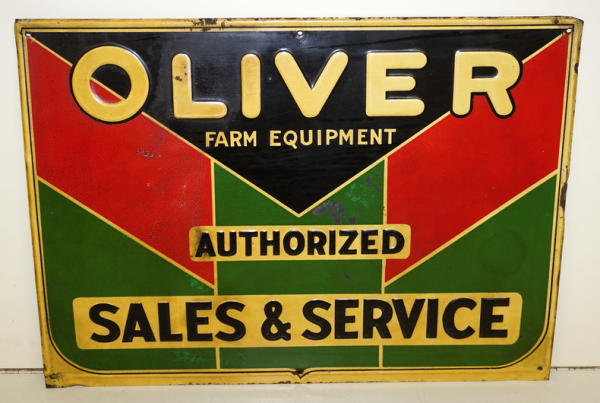 OLIVER
FARM EQUIPMENT
AUTHORIZED
SALES & SERVICE